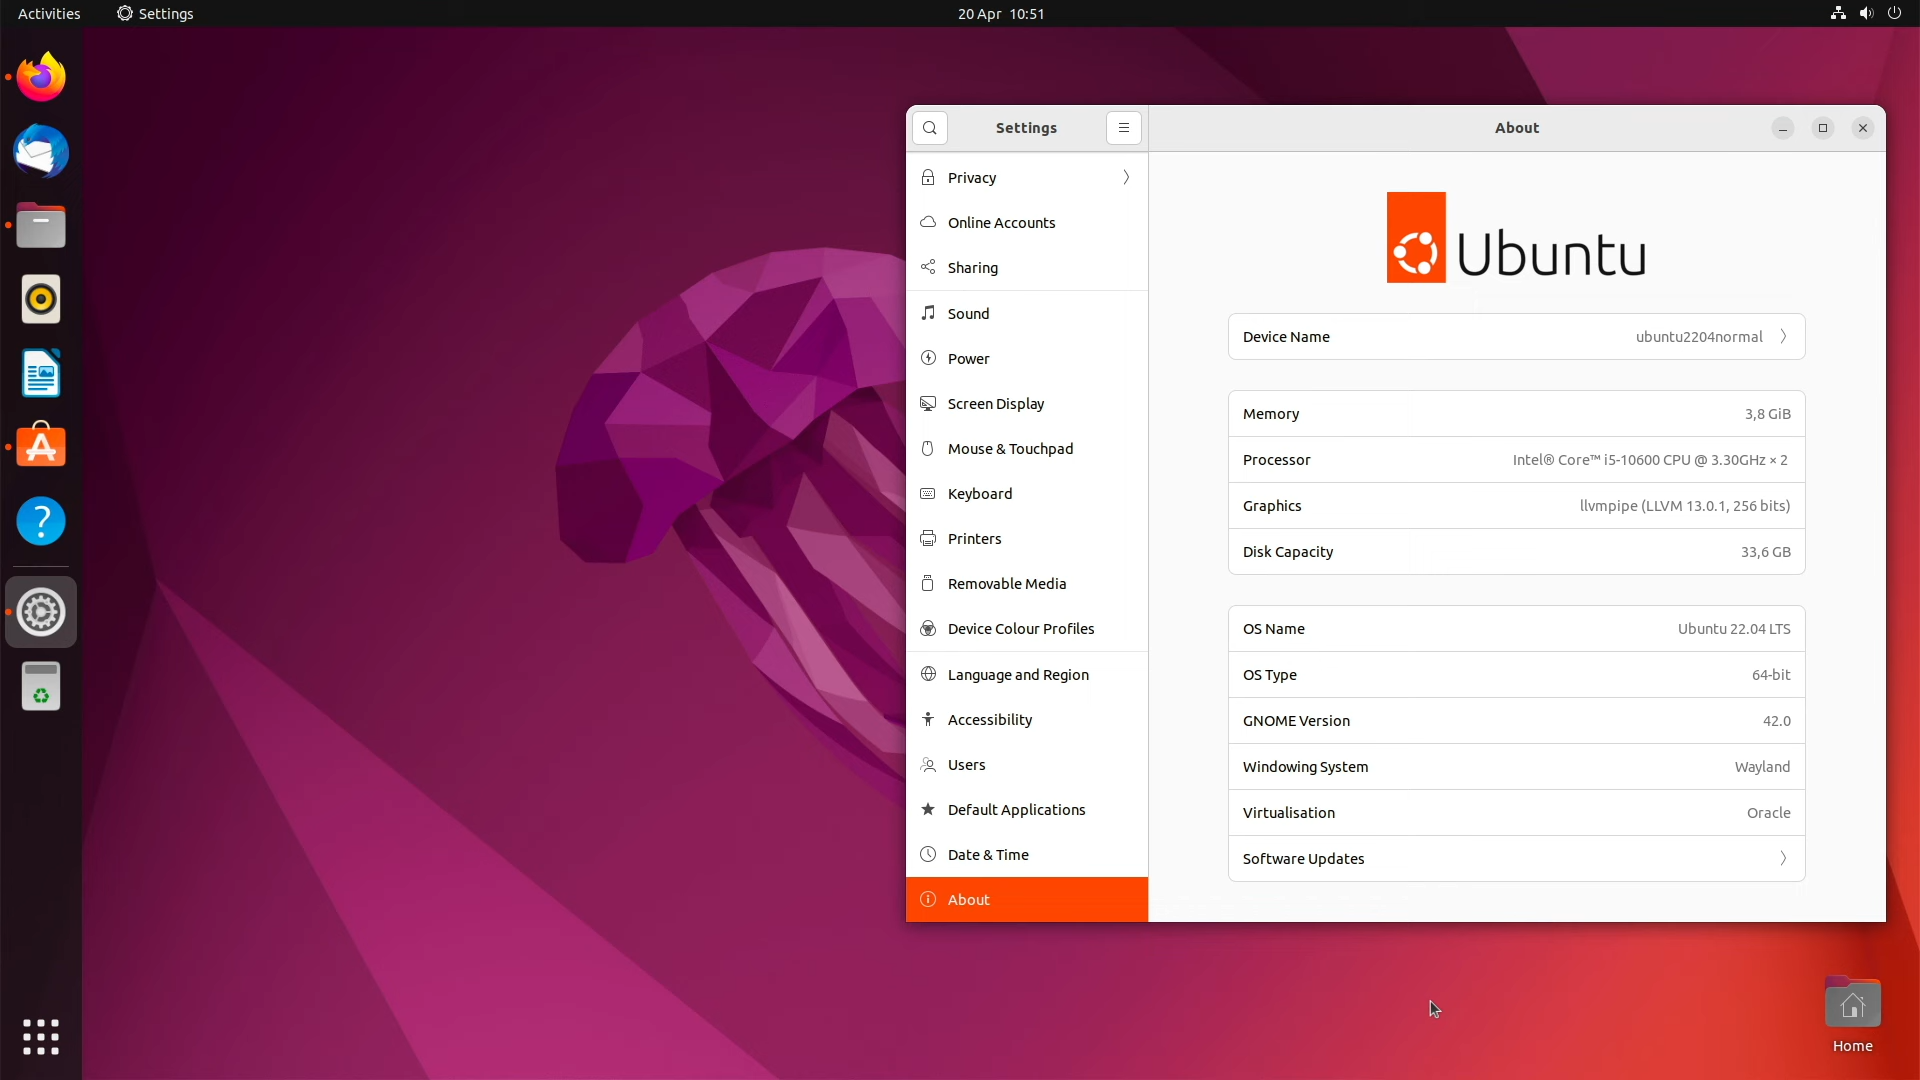 Activities Settings 20 Apr 10:51
Settings
About
Privacy
Online Accounts
Sharing
Sound
Power
Screen Display
Mouse & Touchpad
Keyboard
Printers
Removable Media
Device Colour Profiles
Language and Region
Accessibility
Users
Default Applications
Date & Time
About
Ubuntu
Device Name ubuntu2204normal
Memory 3,8 GiB
Processor Intel® Core™ i5-10600 CPU @ 3.30GHz × 2
Graphics llvmpipe (LLVM 13.0.1, 256 bits)
Disk Capacity 33,6 GB
OS Name Ubuntu 22.04 LTS
OS Type 64-bit
GNOME Version 42.0
Windowing System Wayland
Virtualisation Oracle
Software Updates
Home